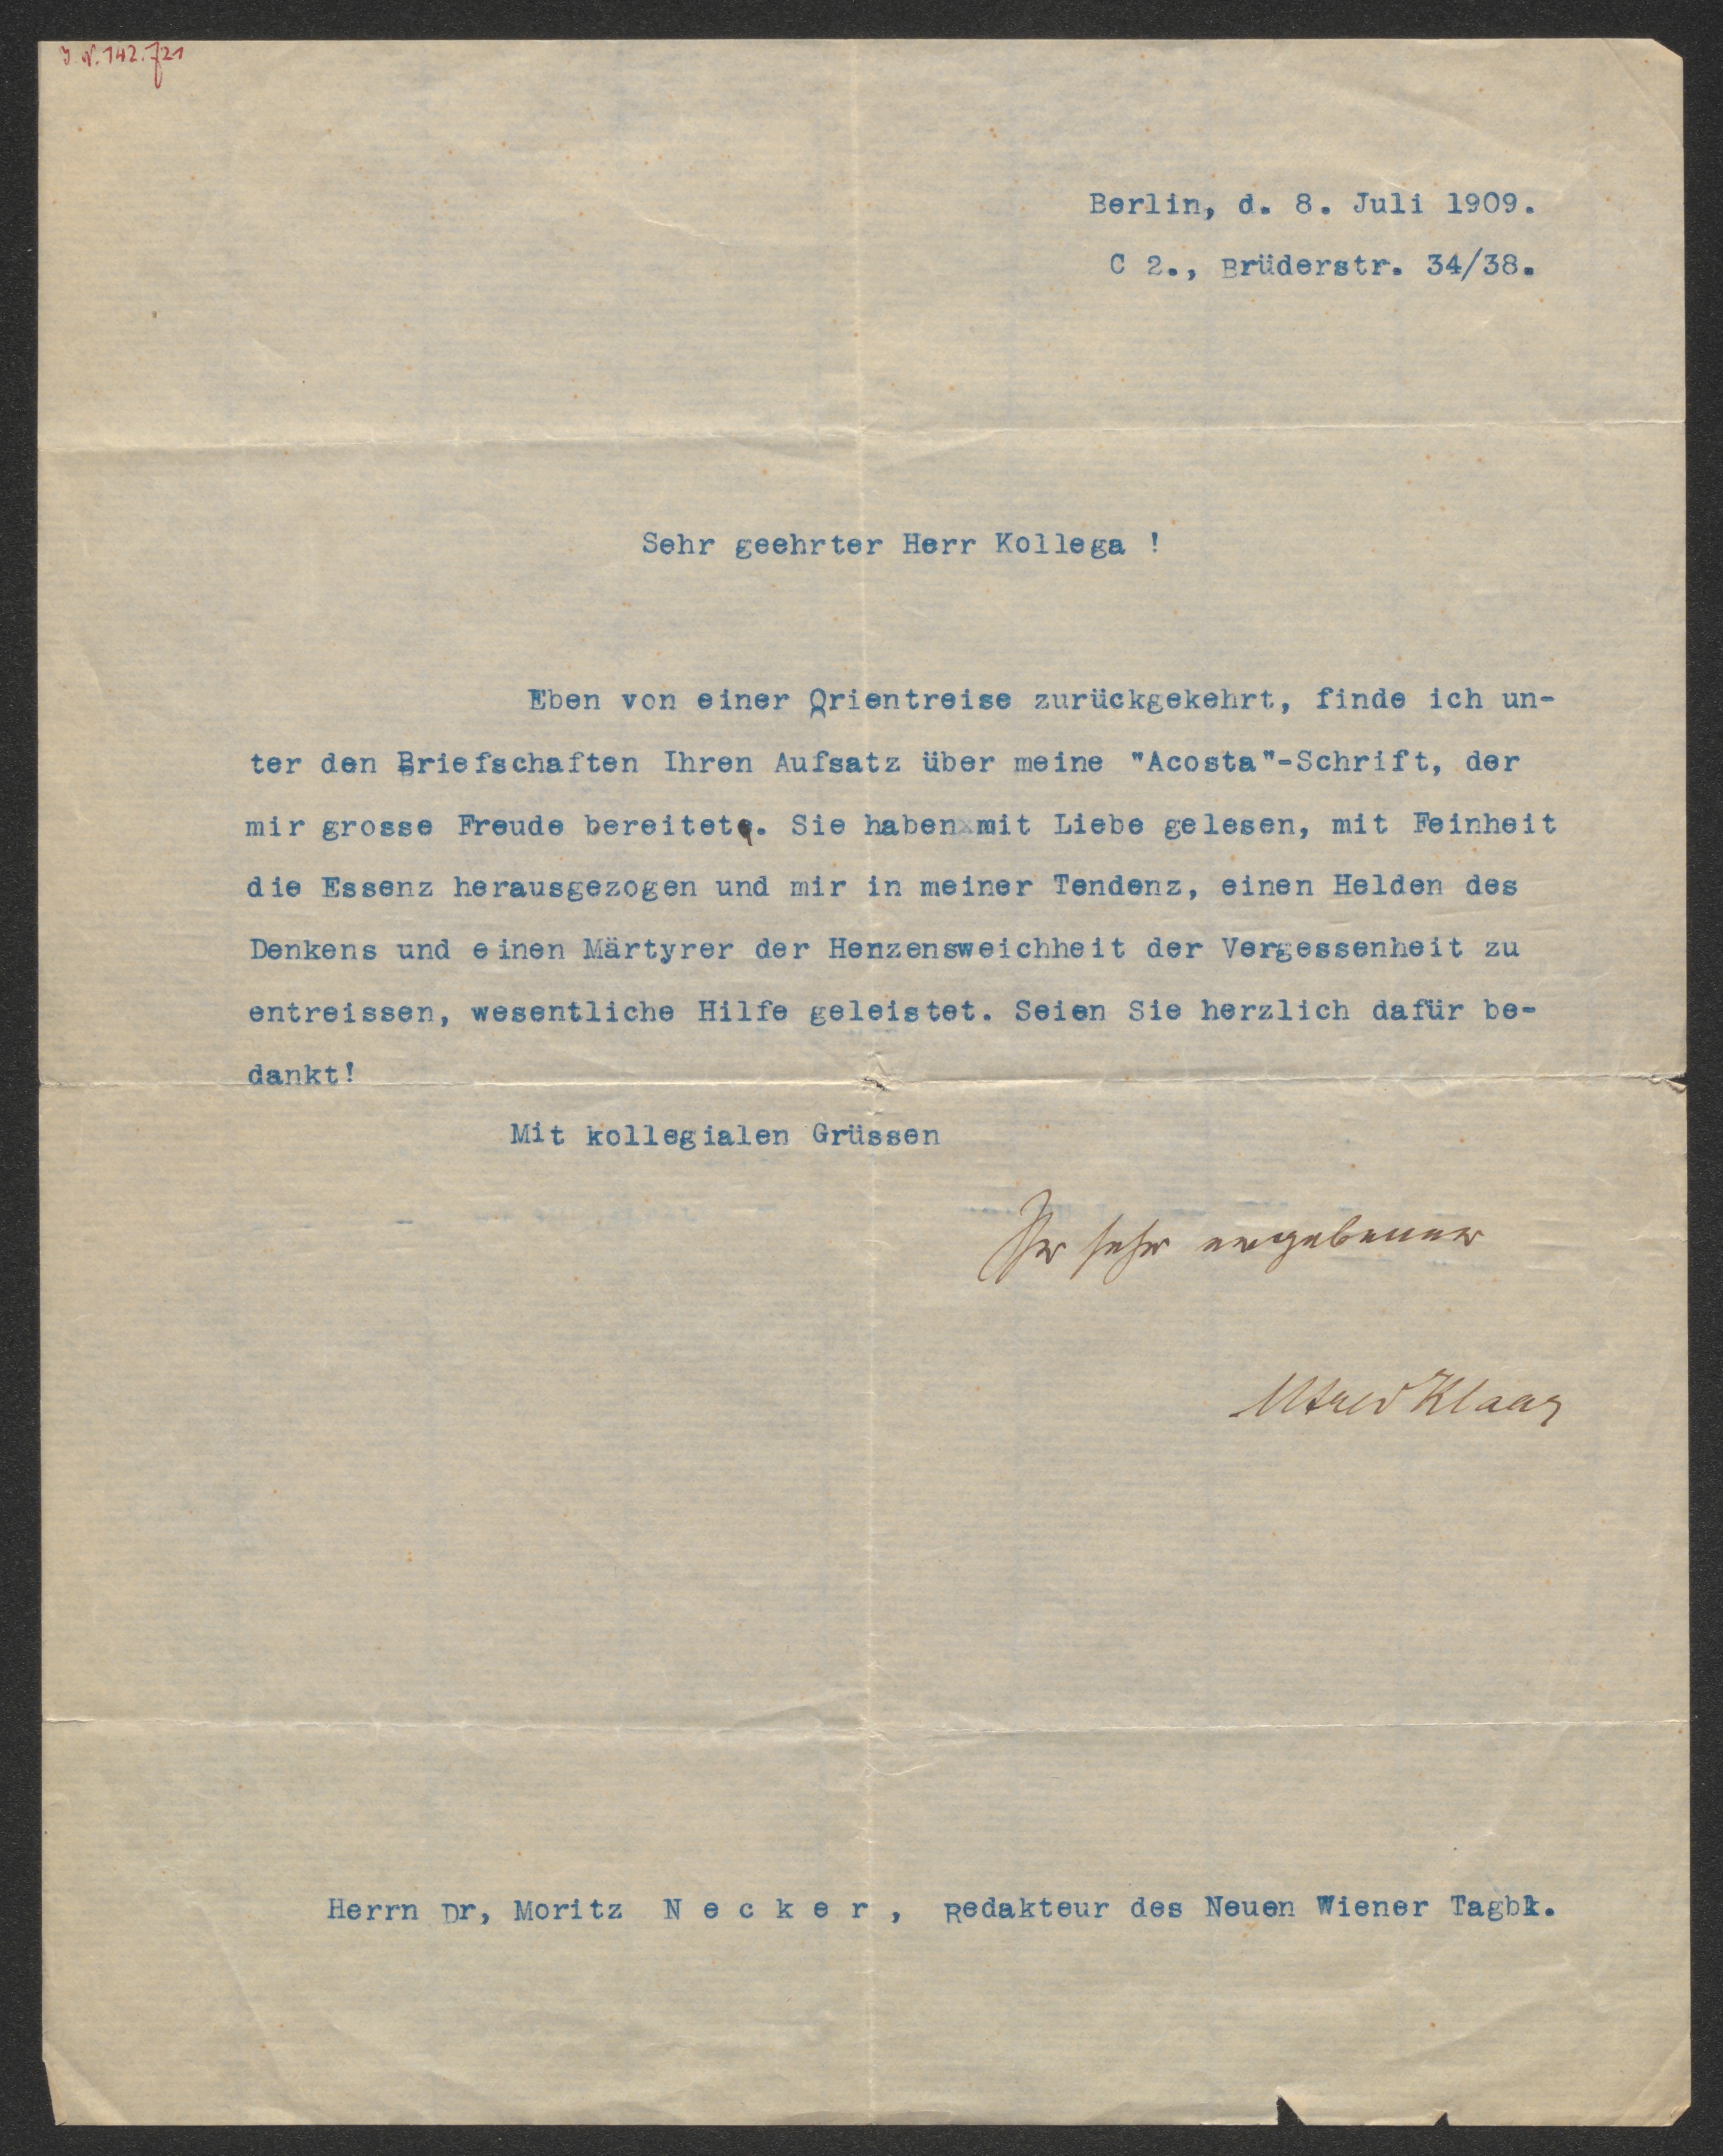 J. N. 142.721
Berlin, d. 8. Juli 1909.
C 2., Brüderstr. 34/38.
Sehr geehrter Herr Kollega !
Eben von einer Orientreise zurückgekehrt, finde ich un-
ter den Briefschaften Ihren Aufsatz über meine "Acosta"-Schrift, der
mir grosse Freude bereitete. Sie haben mit Liebe gelesen, mit Feinheit
die Essenz herausgezogen und mir in meiner Tendenz, einen Helden des
Denkens und einen Märtyrer der Henzensweichheit der Vergessenheit zu
entreissen, wesentliche Hilfe geleistet. Seien Sie herzlich dafür be-
dankt!
Mit kollegialen Grüssen
Ihr sehr ergebener
Alfred Klaar
Herrn Dr, Moritz N e c k e r , Redakteur des Neuen Wiener Tagbl.